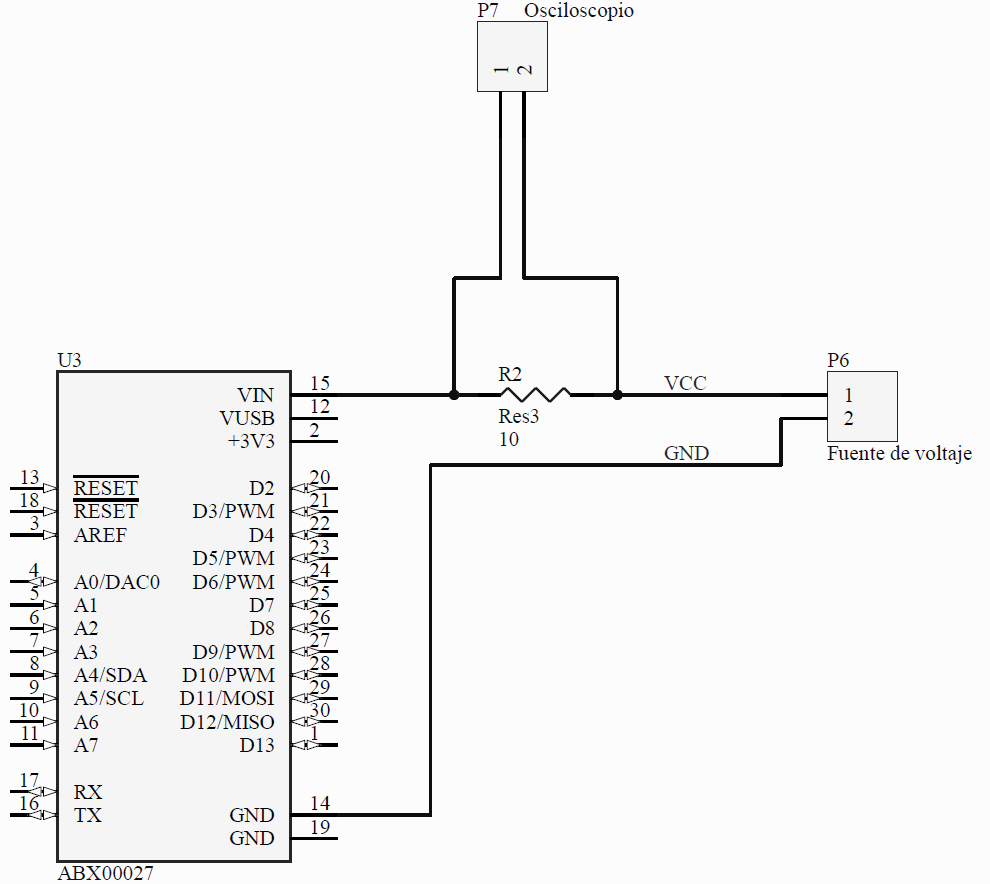 P7 Osciloscopio
1 2
U3
P6
R2
VCC
VIN 15
1
Res3
VUSB 12
2
10
+3V3 2
GND
Fuente de voltaje
13 RESET
D2 20
18 RESET
D3/PWM 21
3 AREF
D4 22
D5/PWM 23
4 A0/DAC0
D6/PWM 24
5 A1
D7 25
6 A2
D8 26
7 A3
D9/PWM 27
8 A4/SDA
D10/PWM 28
9 A5/SCL
D11/MOSI 29
10 A6
D12/MISO 30
11 A7
D13 1
17 RX
16 TX
GND 14
GND 19
ABX00027